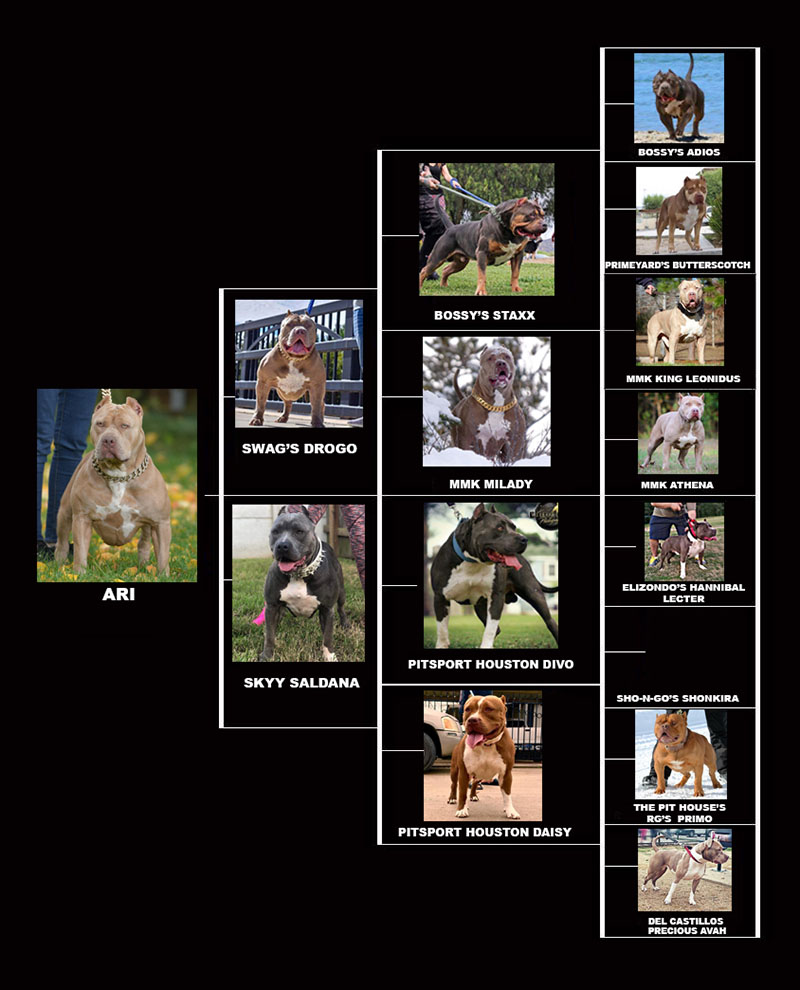 BOSSY'S ADIOS
PRIMEYARD'S BUTTERSCOTCH
BOSSY'S STAXX
MMK KING LEONIDUS
SWAG'S DROGO
MMK MILADY
MMK ATHENA
ARI
ELIZONDO'S HANNIBAL
LECTER
SKYY SALDANA
PITSPORT HOUSTON DIVO
SHO-N-GO'S SHONKIRA
THE PIT HOUSE'S
RG'S PRIMO
PITSPORT HOUSTON DAISY
DEL CASTILLOS
PRECIOUS AVAH